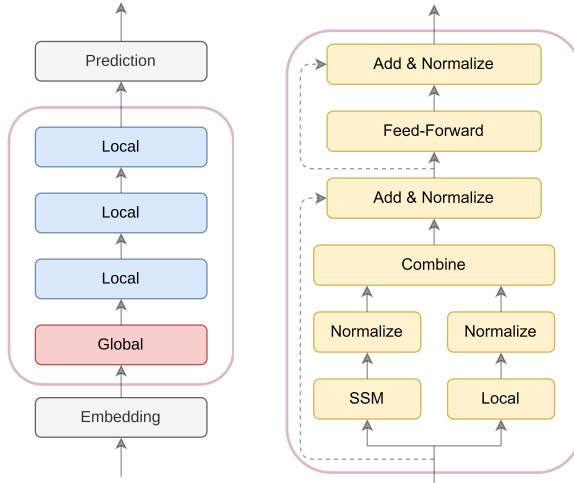 Prediction
Local
Local
Local
Global
Embedding
Add & Normalize
Feed-Forward
Add & Normalize
Combine
Normalize
Normalize
SSM
Local